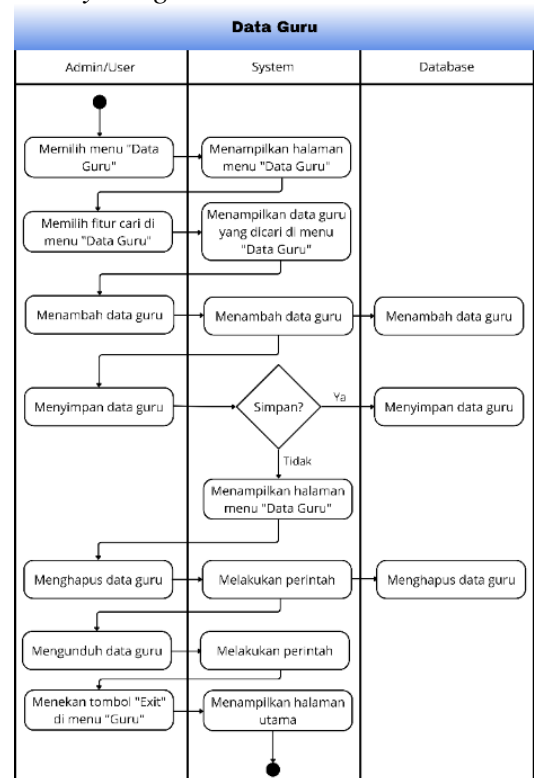 Data Guru
Admin/User
System
Database
Memilih menu "Data
Guru"
Menampilkan halaman
menu "Data Guru"
Memilih fitur cari di
menu "Data Guru"
Menampilkan data guru
yang dicari di menu
"Data Guru"
Menambah data guru
Menambah data guru
Menambah data guru
Menyimpan data guru
Simpan?
Ya
Menyimpan data guru
Tidak
Menampilkan halaman
menu "Data Guru"
Menghapus data guru
Melakukan perintah
Menghapus data guru
Mengunduh data guru
Melakukan perintah
Menekan tombol "Exit"
di menu "Guru"
Menampilkan halaman
utama